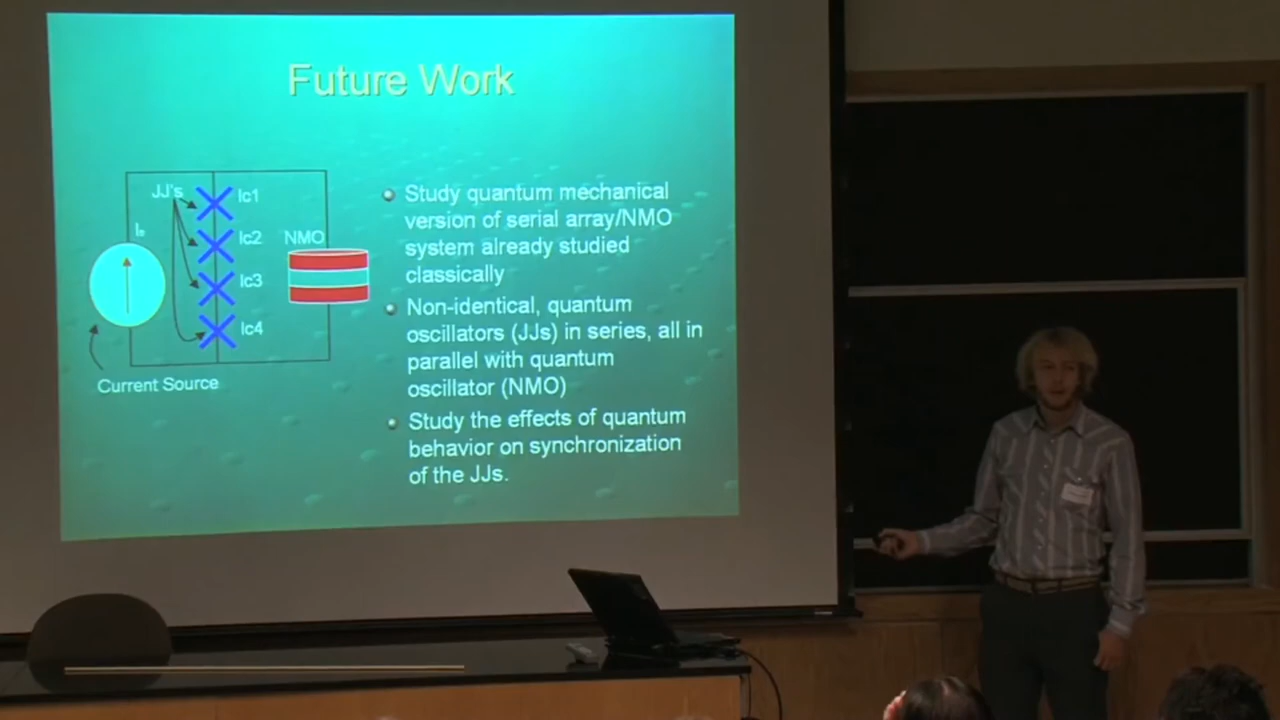 Future Work
JJ's
Ic1
Ic2
Ic3
Ic4
NMO
Current Source
Study quantum mechanical
version of serial array/NMO
system already studied
classically
Non-identical, quantum
oscillators (JJs) in series, all in
parallel with quantum
oscillator (NMO)
Study the effects of quantum
behavior on synchronization
of the JJs.